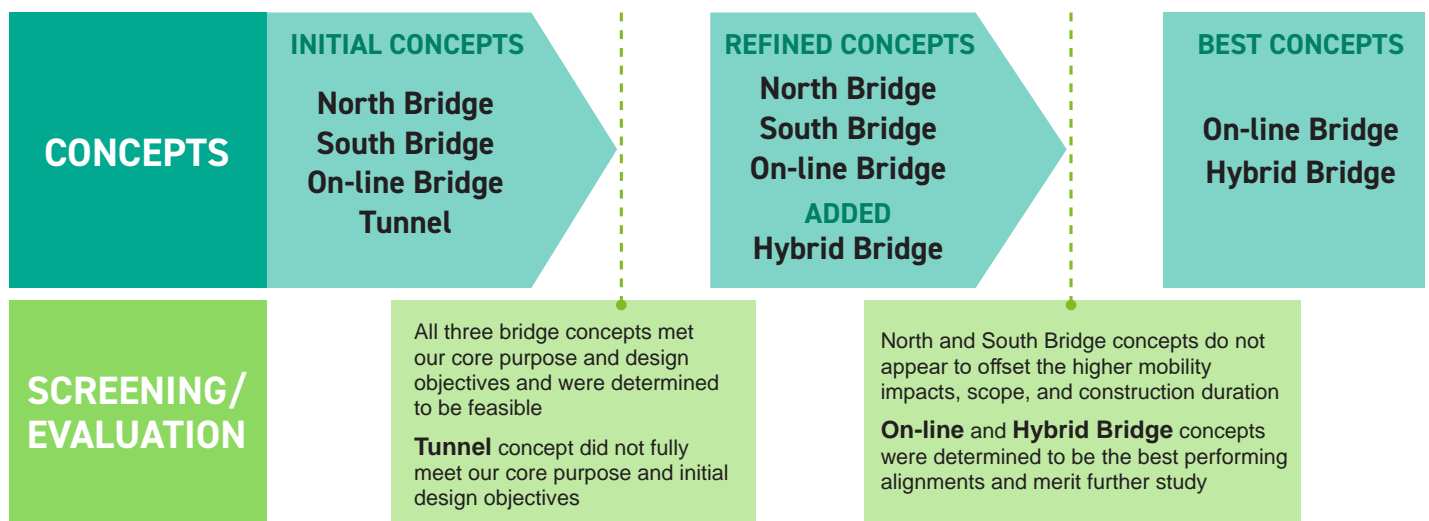 CONCEPTS
INITIAL CONCEPTS
North Bridge
South Bridge
On-line Bridge
Tunnel
REFINED CONCEPTS
North Bridge
South Bridge
On-line Bridge
ADDED
Hybrid Bridge
BEST CONCEPTS
On-line Bridge
Hybrid Bridge
SCREENING/
EVALUATION
All three bridge concepts met
our core purpose and design
objectives and were determined
to be feasible
Tunnel concept did not fully
meet our core purpose and initial
design objectives
North and South Bridge concepts do not
appear to offset the higher mobility
impacts, scope, and construction duration
On-line and Hybrid Bridge concepts
were determined to be the best performing
alignments and merit further study